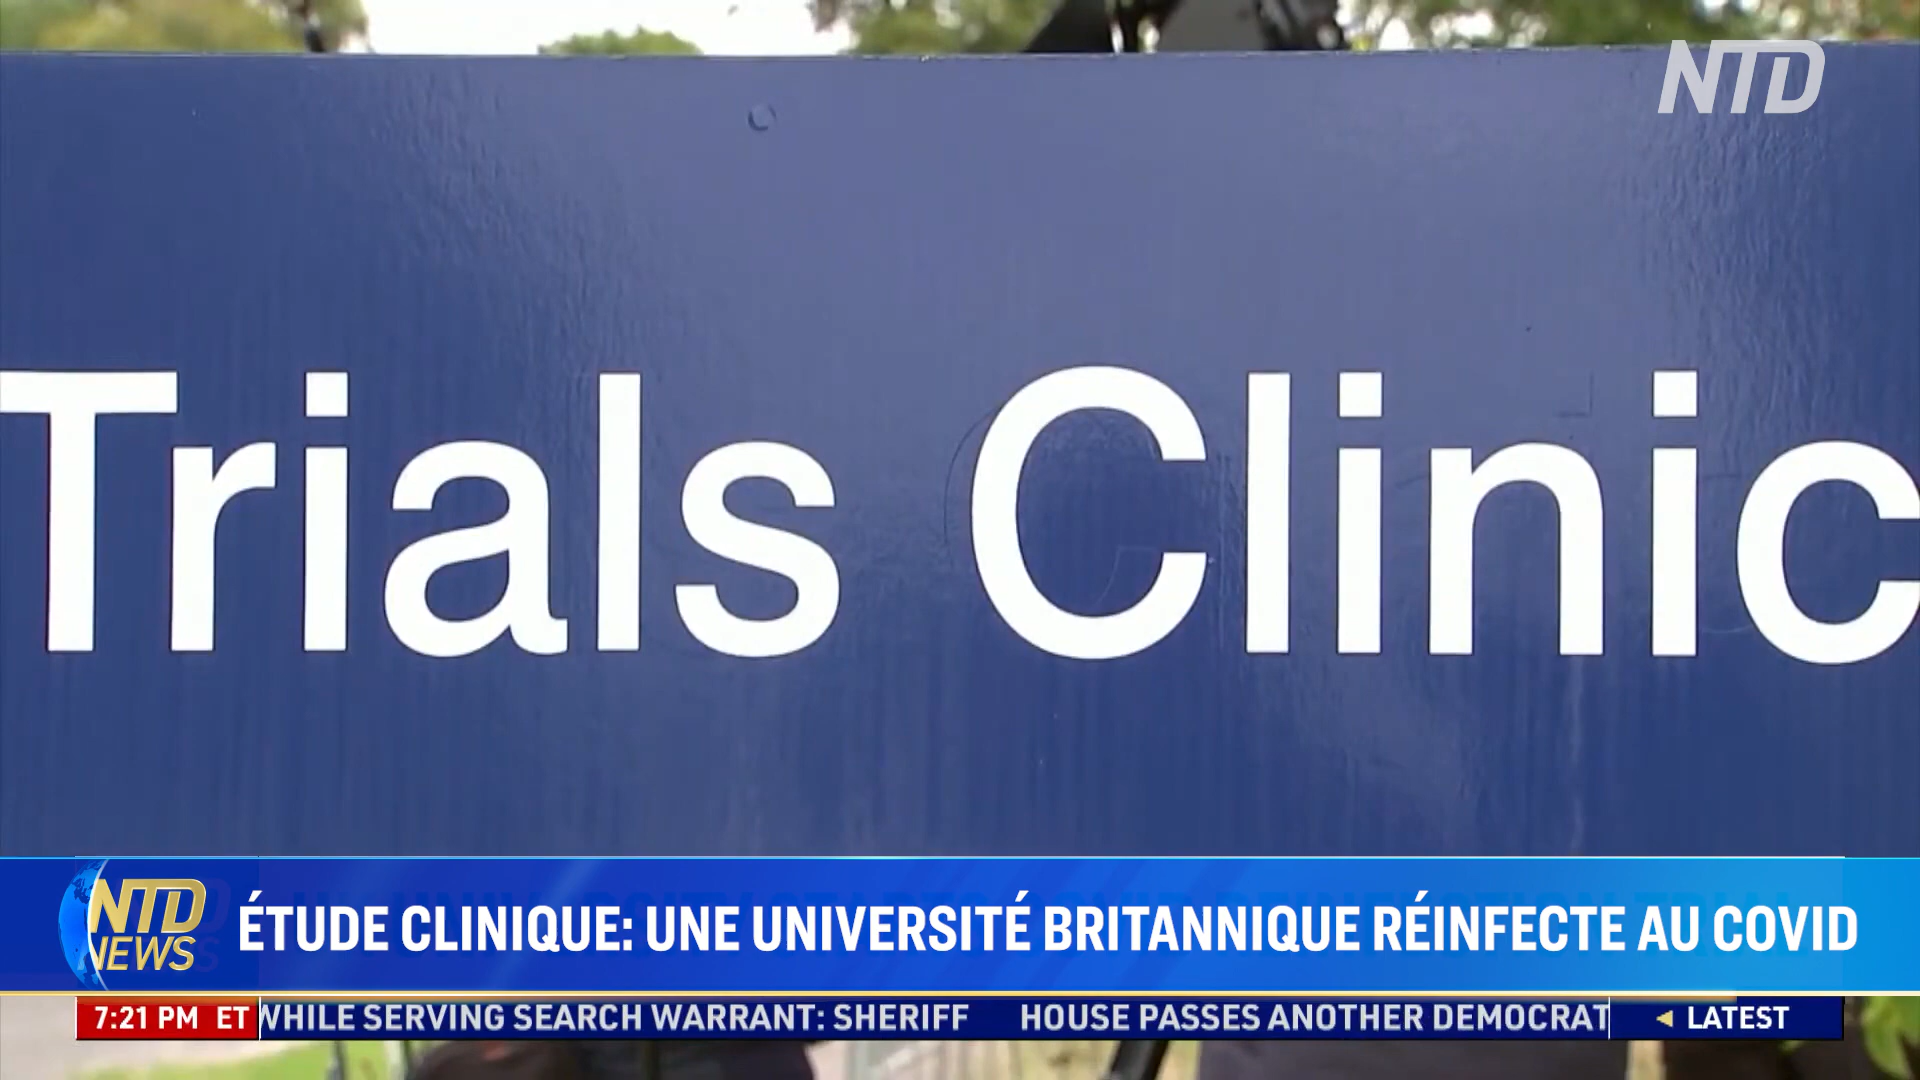 NTD
Trials Clinic
NTD
NEWS
ÉTUDE CLINIQUE: UNE UNIVERSITÉ BRITANNIQUE RÉINFECTE AU COVID
7:21 PM ET WHILE SERVING SEARCH WARRANT: SHERIFF HOUSE PASSES ANOTHER DEMOCRAT LATEST